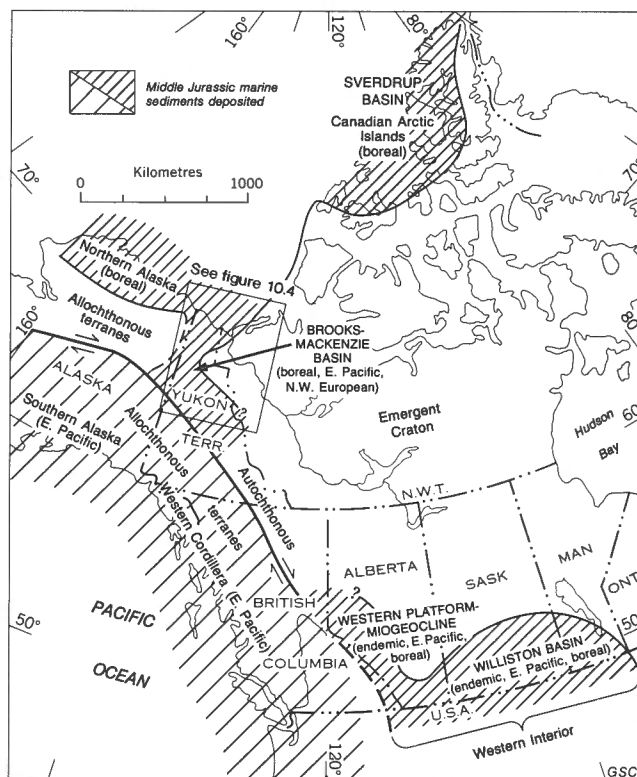 160°
120°
80°
Middle Jurassic marine
sediments deposited
SVERDRUP
BASIN
Canadian Arctic
Islands
(boreal)
Kilometres
0 1000
70°
70°
Northern Alaska
(boreal)
See figure 10.4
Allochthonous
terranes
160°
BROOKS-
MACKENZIE
BASIN
(boreal, E. Pacific,
N.W. European)
80°
ALASKA
YUKON
TERR.
Southern Alaska
(E. Pacific)
Allochthonous
terranes
Autochthonous
Emergent
Craton
Hudson
Bay
60
N.W.T.
Western Cordillera (E. Pacific)
ALBERTA
SASK
MAN
ONT
PACIFIC
OCEAN
50°
BRITISH
COLUMBIA
?
WESTERN PLATFORM-
MIOGEOCLINE
(endemic, E. Pacific,
boreal)
WILLISTON BASIN
(endemic, E. Pacific, boreal)
50
U.S.A.
Western Interior
120°
GSC